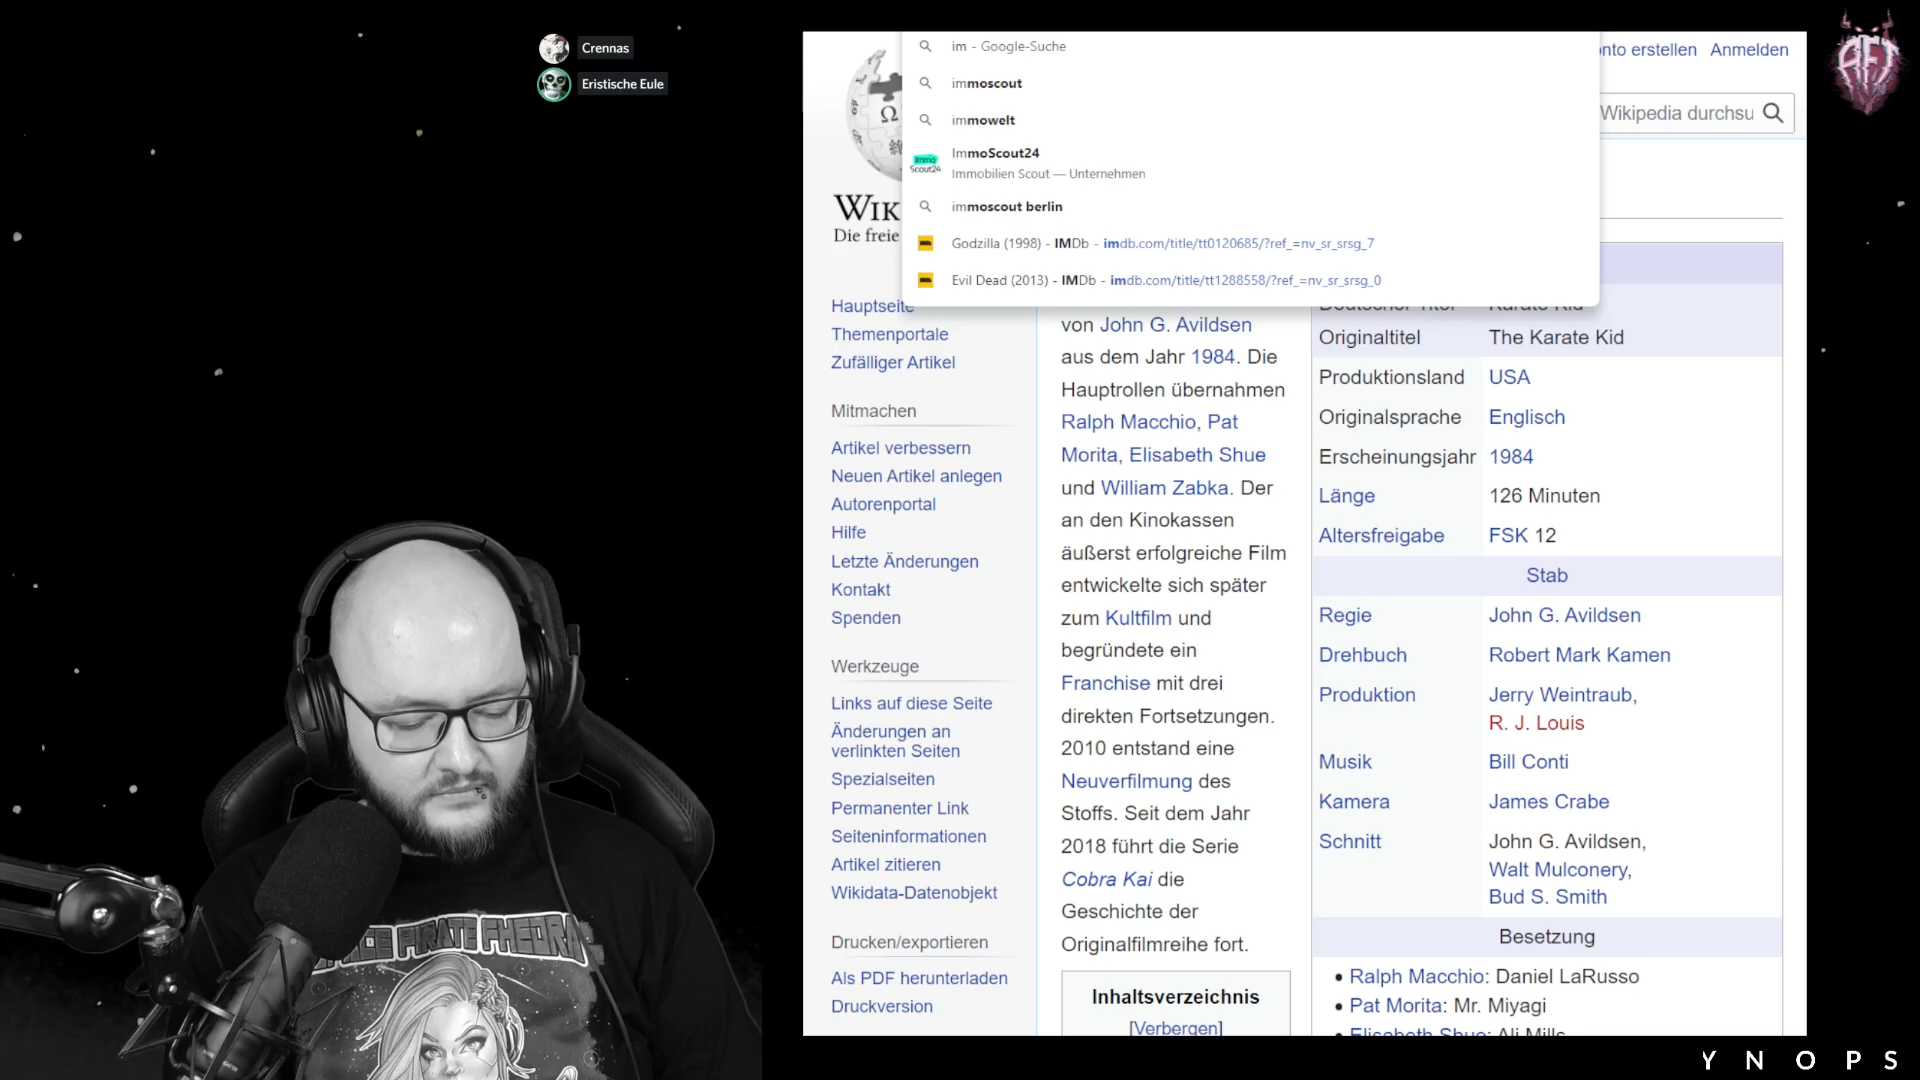 Crennas
Eristische Eule
im - Google-Suche
immoscout
immowelt
ImmoScout24
Immobilien Scout — Unternehmen
immoscout berlin
Godzilla (1998) - IMDb - imdb.com/title/tt0120685/?ref_=nv_sr_srsg_7
Evil Dead (2013) - IMDb - imdb.com/title/tt1288558/?ref_=nv_sr_srsg_0
onto erstellen Anmelden
Wikipedia durchsu
WIK
Die freie
Hauptseite
Themenportale
Zufälliger Artikel
Mitmachen
Artikel verbessern
Neuen Artikel anlegen
Autorenportal
Hilfe
Letzte Änderungen
Kontakt
Spenden
Werkzeuge
Links auf diese Seite
Änderungen an
verlinkten Seiten
Spezialseiten
Permanenter Link
Seiteninformationen
Artikel zitieren
Wikidata-Datenobjekt
Drucken/exportieren
Als PDF herunterladen
Druckversion
von John G. Avildsen
aus dem Jahr 1984. Die
Hauptrollen übernahmen
Ralph Macchio, Pat
Morita, Elisabeth Shue
und William Zabka. Der
an den Kinokassen
äußerst erfolgreiche Film
entwickelte sich später
zum Kultfilm und
begründete ein
Franchise mit drei
direkten Fortsetzungen.
2010 entstand eine
Neuverfilmung des
Stoffs. Seit dem Jahr
2018 führt die Serie
Cobra Kai die
Geschichte der
Originalfilmreihe fort.
Inhaltsverzeichnis
[Verbergen]
Deutscher Titel Karate Kid
Originaltitel The Karate Kid
Produktionsland USA
Originalsprache Englisch
Erscheinungsjahr 1984
Länge 126 Minuten
Altersfreigabe FSK 12
Stab
Regie John G. Avildsen
Drehbuch Robert Mark Kamen
Produktion Jerry Weintraub,
R. J. Louis
Musik Bill Conti
Kamera James Crabe
Schnitt John G. Avildsen,
Walt Mulconery,
Bud S. Smith
Besetzung
• Ralph Macchio: Daniel LaRusso
• Pat Morita: Mr. Miyagi
• Elisabeth Shue: Ali Mills
YNOPS